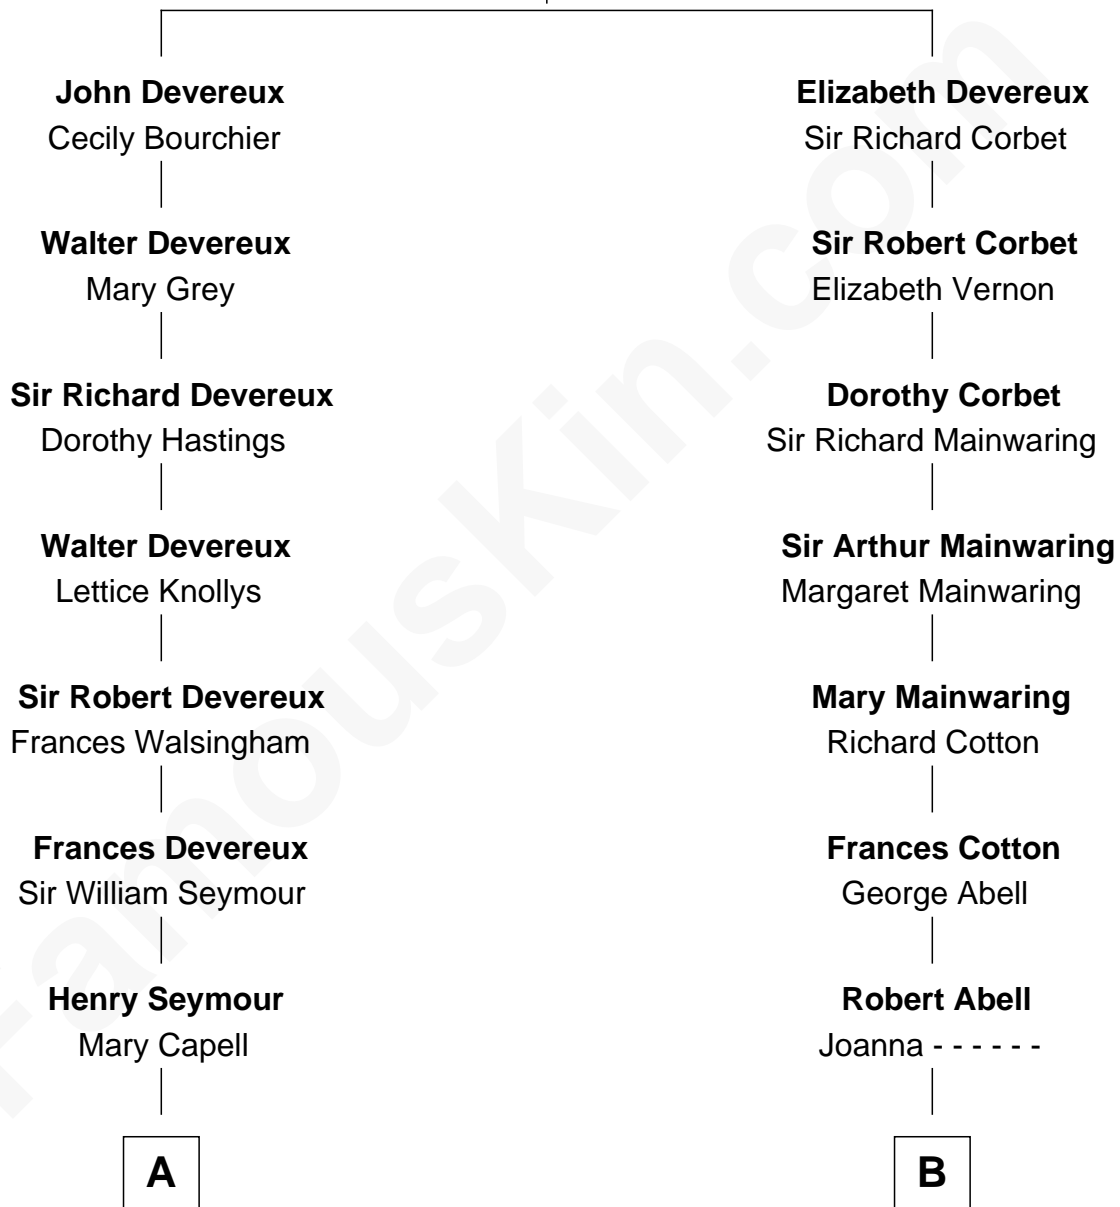 John Devereux
Cecily Bourchier
Walter Devereux
Mary Grey
Sir Richard Devereux
Dorothy Hastings
Walter Devereux
Lettice Knollys
Sir Robert Devereux
Frances Walsingham
Frances Devereux
Sir William Seymour
Henry Seymour
Mary Capell
A
Elizabeth Devereux
Sir Richard Corbet
Sir Robert Corbet
Elizabeth Vernon
Dorothy Corbet
Sir Richard Mainwaring
Sir Arthur Mainwaring
Margaret Mainwaring
Mary Mainwaring
Richard Cotton
Frances Cotton
George Abell
Robert Abell
Joanna - - - - - -
B
FamousKin.com